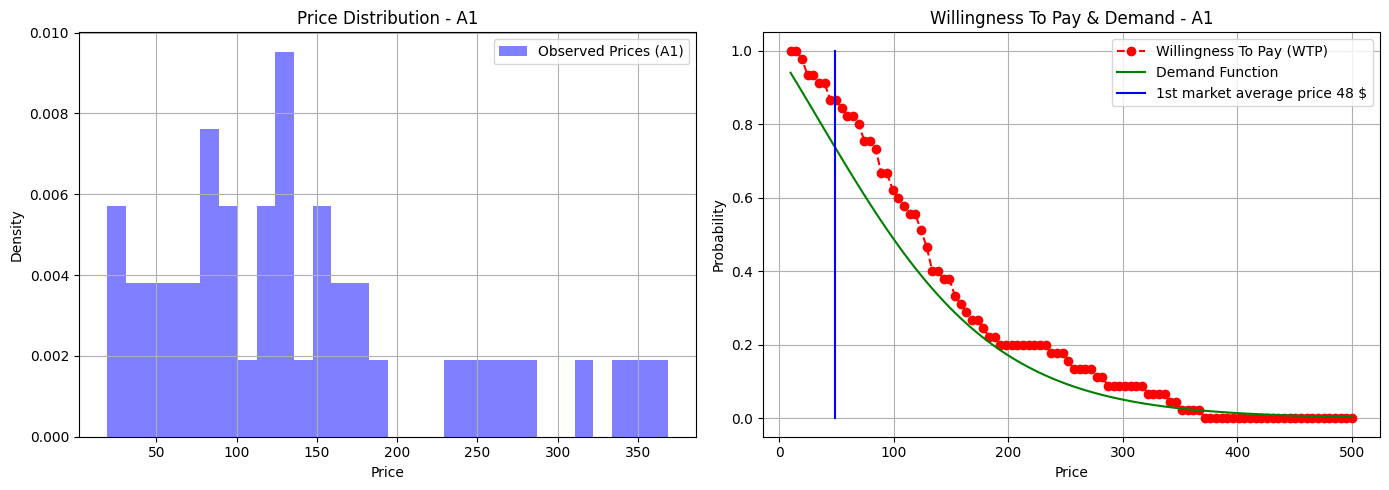 Price Distribution - A1
Observed Prices (A1)
0.010
0.008
0.006
0.004
0.002
0.000
Density
50 100 150 200 250 300 350
Price
Willingness To Pay & Demand - A1
Willingness To Pay (WTP)
Demand Function
1st market average price 48 $
1.0
0.8
0.6
0.4
0.2
0.0
Probability
0 100 200 300 400 500
Price